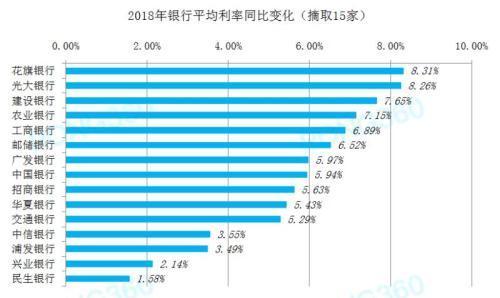 2018年银行平均利率同比变化（摘取15家）
0.00% 2.00% 4.00% 6.00% 8.00% 10.00%
花旗银行 8.31%
光大银行 8.26%
建设银行 7.65%
农业银行 7.15%
工商银行 6.89%
邮储银行 6.52%
广发银行 5.97%
中国银行 5.94%
招商银行 5.63%
华夏银行 5.43%
交通银行 5.29%
中信银行 3.55%
浦发银行 3.49%
兴业银行 2.14%
民生银行 1.58%